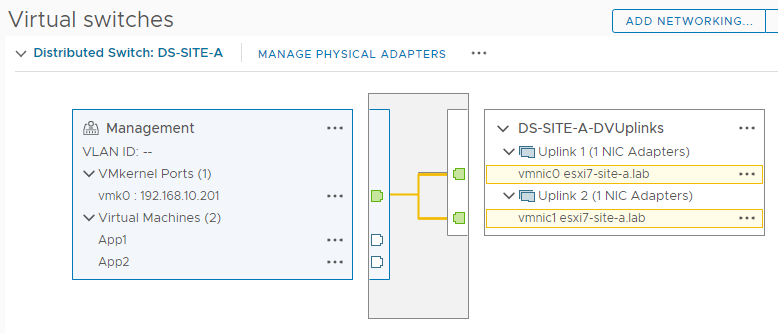 Virtual switches
ADD NETWORKING...
Distributed Switch: DS-SITE-A
MANAGE PHYSICAL ADAPTERS
...
Management
...
VLAN ID: --
VMkernel Ports (1)
vmk0 : 192.168.10.201
...
Virtual Machines (2)
App1
...
App2
...
DS-SITE-A-DVUplinks
...
Uplink 1 (1 NIC Adapters)
vmnic0 esxi7-site-a.lab
...
Uplink 2 (1 NIC Adapters)
vmnic1 esxi7-site-a.lab
...